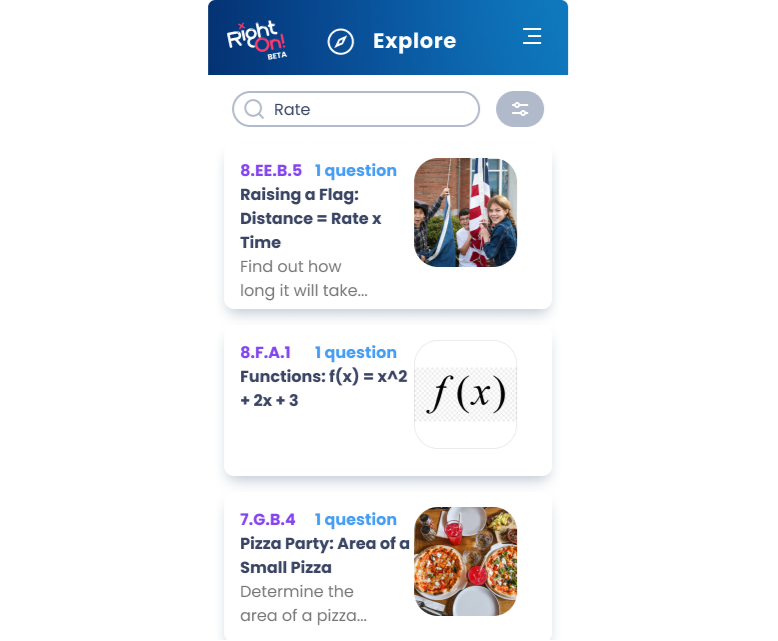 Right
On!
BETA
Explore
Rate
8.EE.B.5 1 question
Raising a Flag:
Distance = Rate x
Time
Find out how
long it will take...
8.F.A.1 1 question
Functions: f(x) = x^2
+ 2x + 3
f(x)
7.G.B.4 1 question
Pizza Party: Area of a
Small Pizza
Determine the
area of a pizza...